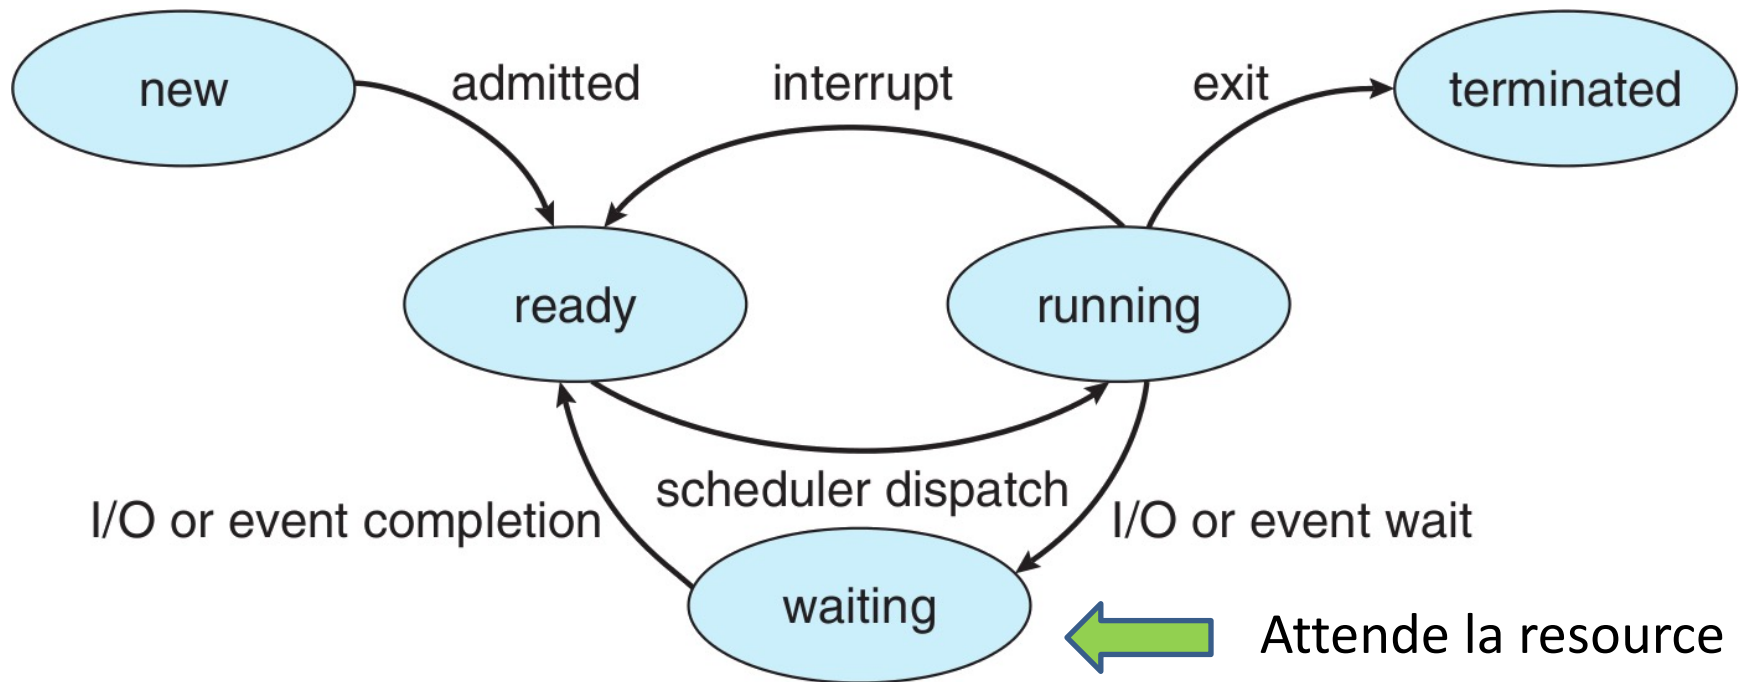 new
admitted
interrupt
exit
terminated
ready
running
scheduler dispatch
I/O or event completion
I/O or event wait
waiting
Attende la resource